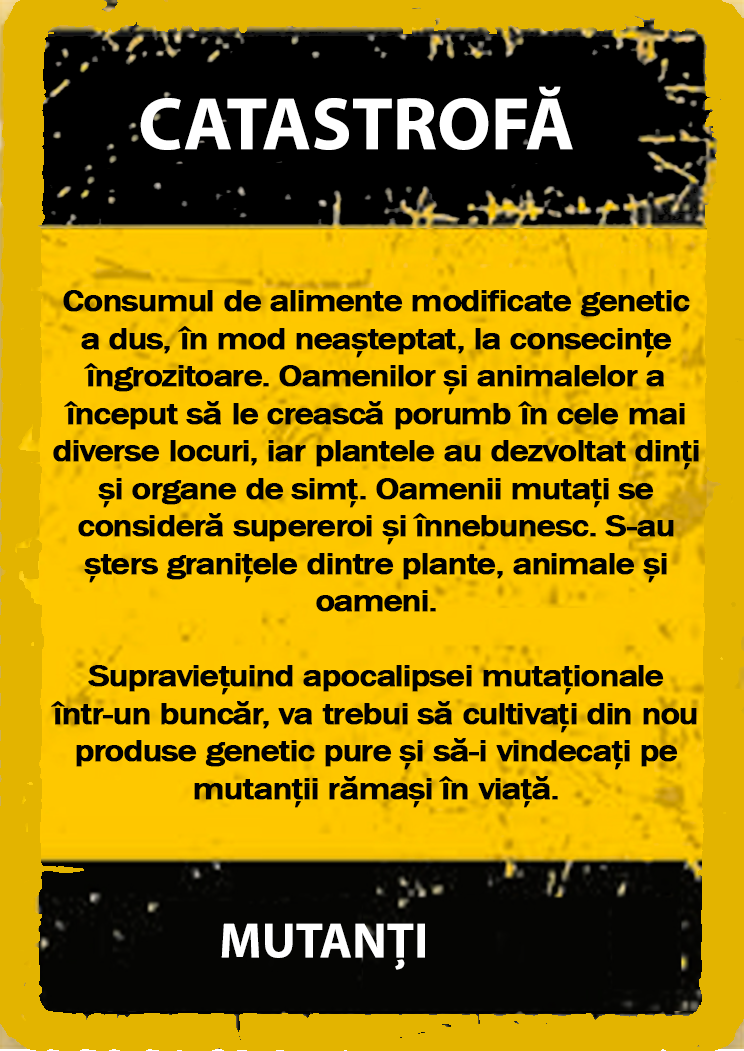 CATASTROFĂ
Consumul de alimente modificate genetic
a dus, în mod neașteptat, la consecințe
îngrozitoare. Oamenilor și animalelor a
început să le crească porumb în cele mai
diverse locuri, iar plantele au dezvoltat dinți
și organe de simț. Oamenii mutați se
consideră supereroi și înnebunesc. S-au
șters granițele dintre plante, animale și
oameni.
Supraviețuind apocalipsei mutaționale
într-un buncăr, va trebui să cultivați din nou
produse genetic pure și să-i vindecați pe
mutanții rămași în viață.
MUTANȚI